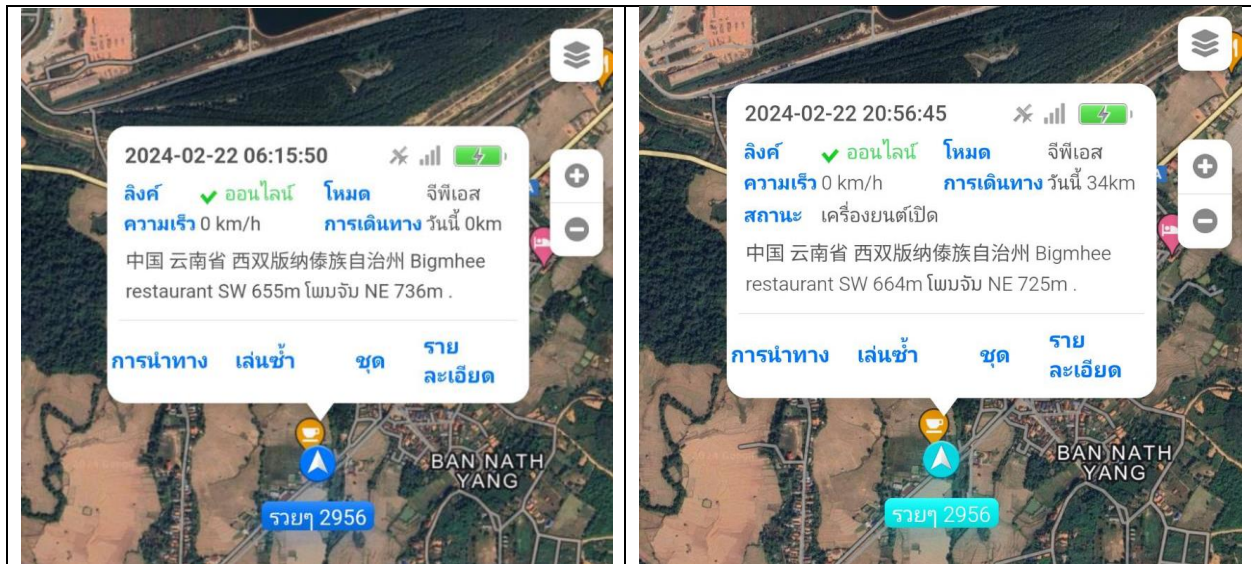 2024-02-22 06:15:50
ลิงค์ ออนไลน์ โหมด จีพีเอส
ความเร็ว 0 km/h การเดินทาง วันนี้ 0km
中国 云南省 西双版纳傣族自治州 Bigmhee
restaurant SW 655m โพนจัน NE 736m .
การนำทาง เล่นซ้ำ ชุด ราย
ละเอียด
BAN NATH
YANG
รวยๆ 2956
2024-02-22 20:56:45
ลิงค์ ออนไลน์ โหมด จีพีเอส
ความเร็ว 0 km/h การเดินทาง วันนี้ 34km
สถานะ เครื่องยนต์เปิด
中国 云南省 西双版纳傣族自治州 Bigmhee
restaurant SW 664m โพนจัน NE 725m .
การนำทาง เล่นซ้ำ ชุด ราย
ละเอียด
BAN NATH
YANG
รวยๆ 2956